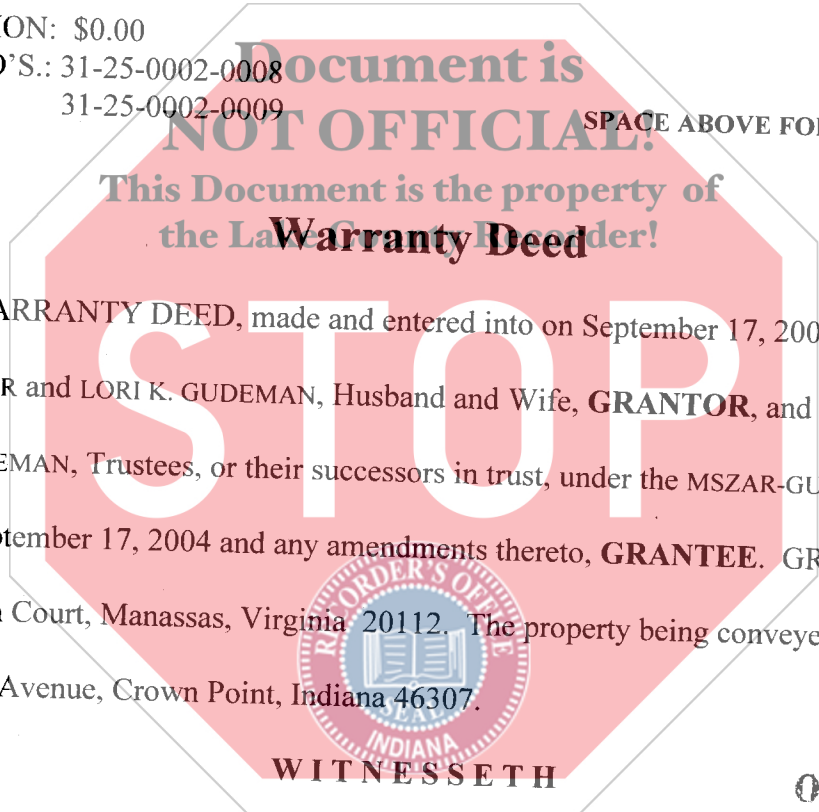 ION: $0.00
D'S.: 31-25-0002-0008
31-25-0002-0009
Document is
NOT OFFICIAL!
SPACE ABOVE FO
This Document is the property of
the Lake County Recorder!
Warranty Deed
STOP
ARRANTY DEED, made and entered into on September 17, 200
R and LORI K. GUDEMAN, Husband and Wife, GRANTOR, and
EMAN, Trustees, or their successors in trust, under the MSZAR-GU
tember 17, 2004 and any amendments thereto, GRANTEE. GR
Court, Manassas, Virginia 20112. The property being conveye
Avenue, Crown Point, Indiana 46307.
RECORDER'S OFFICE
SEAL
INDIANA
WITNESSETH